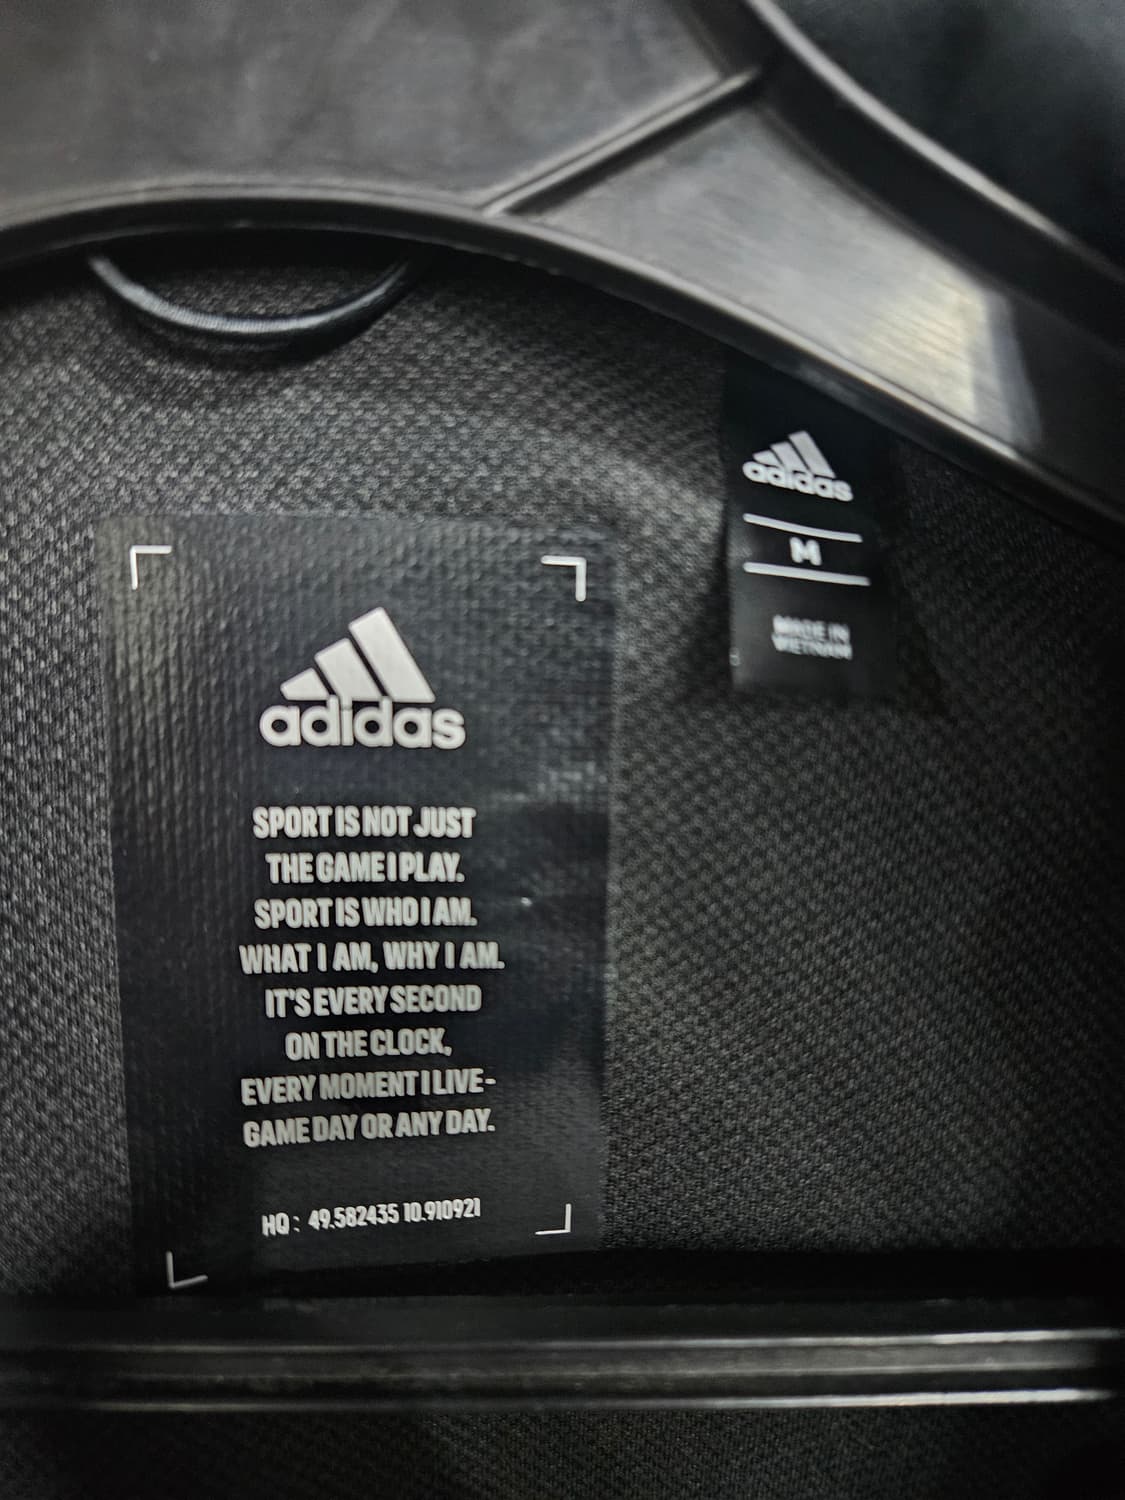 adidas
SPORT IS NOT JUST
THE GAME I PLAY.
SPORT IS WHO I AM.
WHAT I AM, WHY I AM.
IT'S EVERY SECOND
ON THE CLOCK,
EVERY MOMENT I LIVE-
GAME DAY OR ANY DAY.
HQ : 49.582435 10.910921
adidas
M
MADE IN
VIETNAM